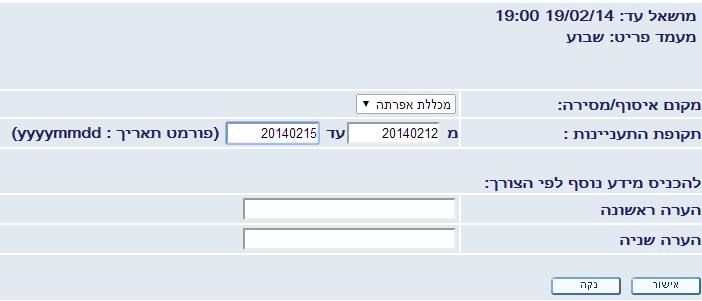 מושאל עד: 19/02/14 19:00
מעמד פריט: שבוע
מקום איסוף/מסירה: מכללת אפרתה
תקופת התעניינות : מ 20140212 עד 20140215 (פורמט תאריך : yyyymmdd)
להכניס מידע נוסף לפי הצורך:
הערה ראשונה
הערה שניה
אישור נקה